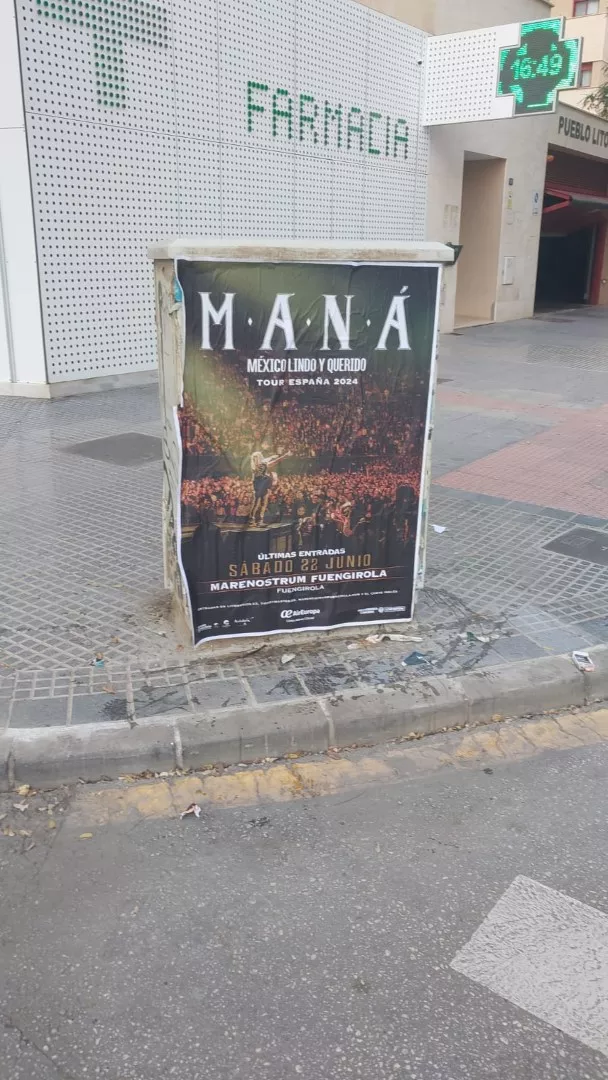 FARMACIA
16:49
PUEBLO LITO
M·A·N·Á
MÉXICO LINDO Y QUERIDO
TOUR ESPAÑA 2024
ÚLTIMAS ENTRADAS
SÁBADO 22 JUNIO
MARENOSTRUM FUENGIROLA
FUENGIROLA
AirEuropa